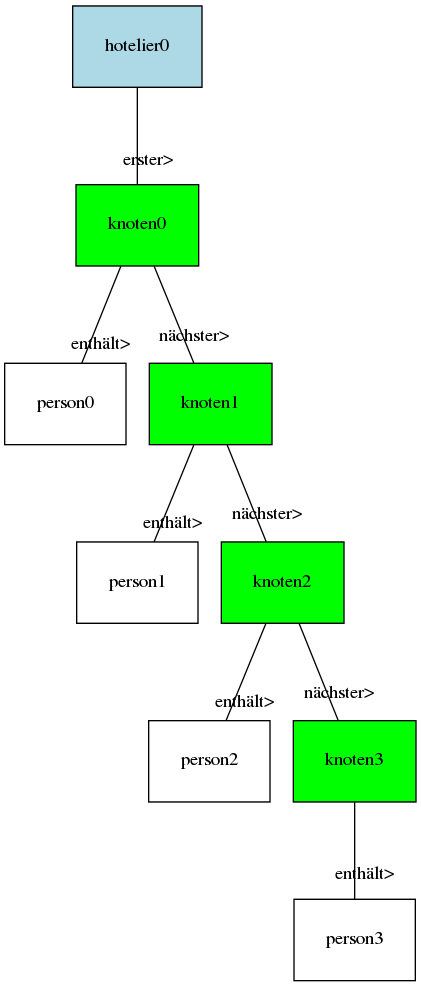 hotelier0
erster>
knoten0
nächster>
enthält>
person0
knoten1
nächster>
enthält>
person1
knoten2
nächster>
enthält>
person2
knoten3
enthält>
person3